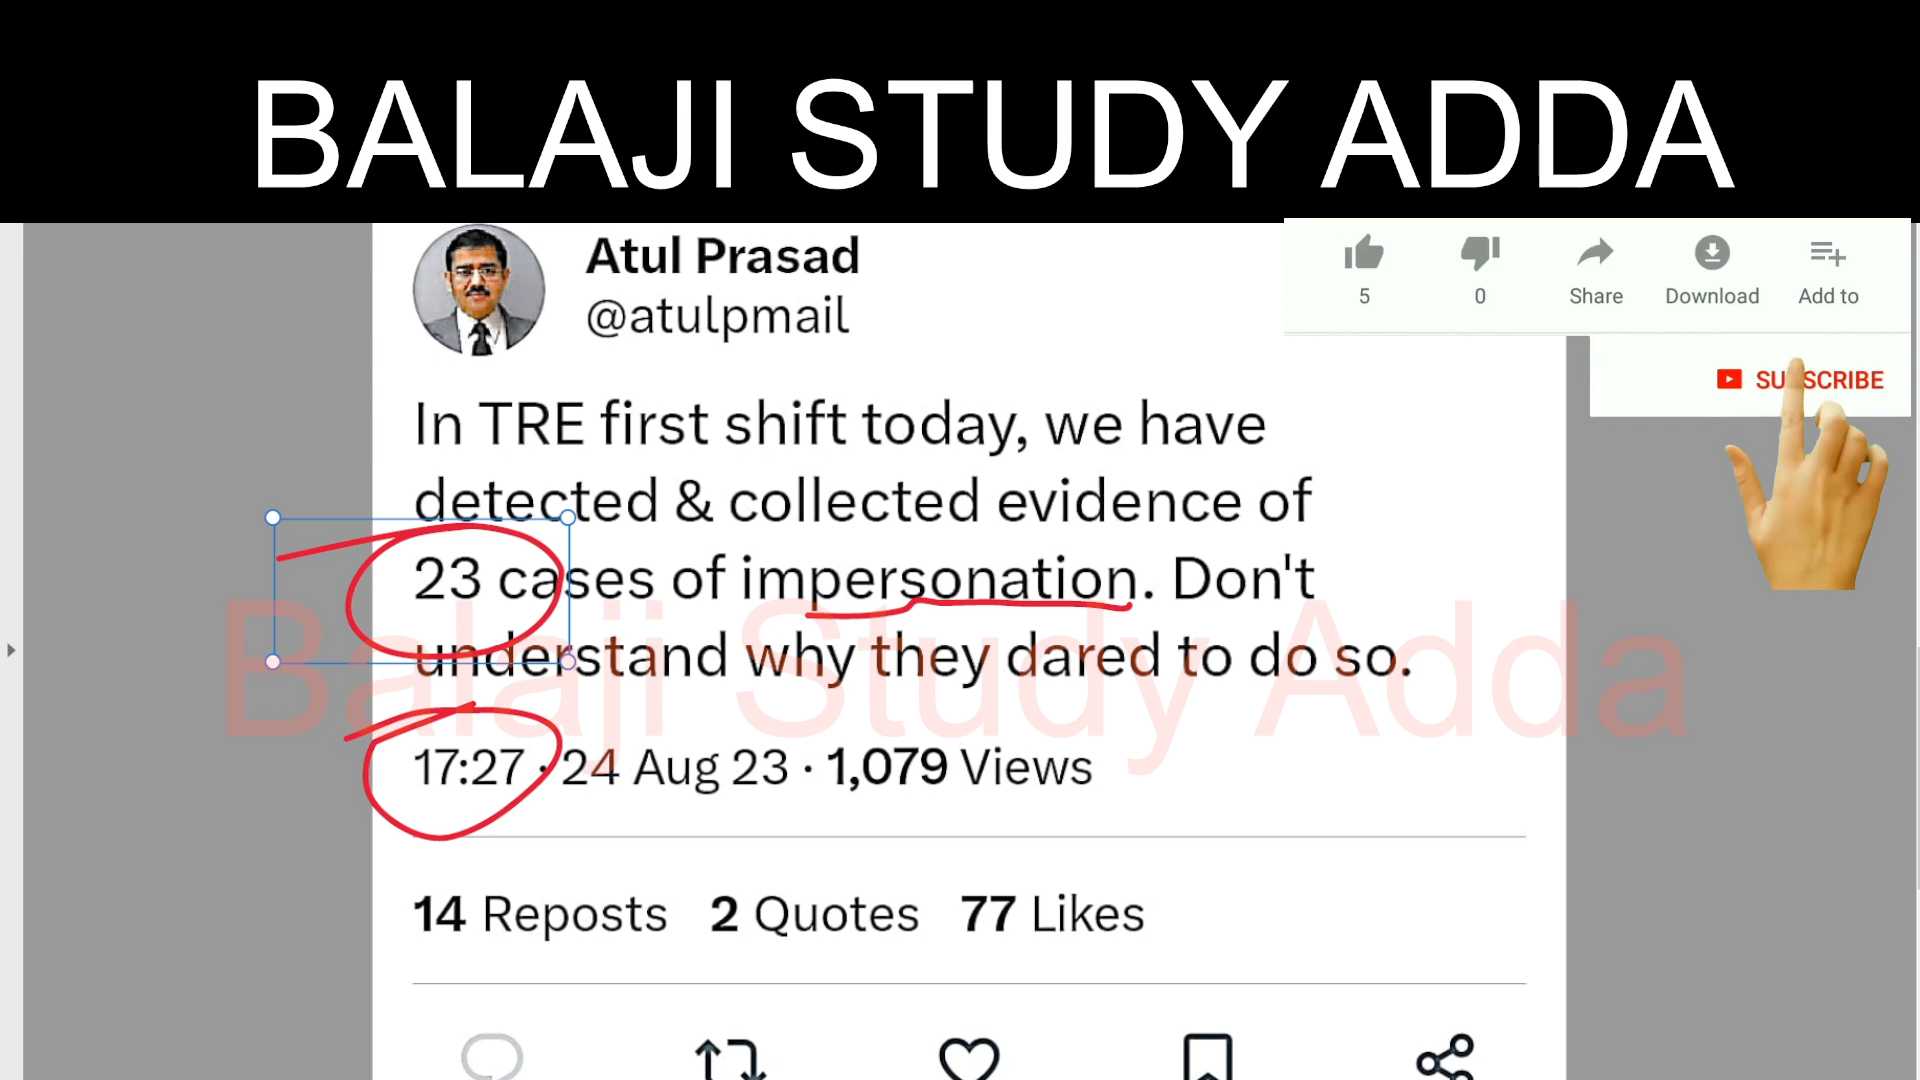 BALAJI STUDY ADDA
Atul Prasad
@atulpmail
5 0 Share Download Add to
SUBSCRIBE
In TRE first shift today, we have
detected & collected evidence of
23 cases of impersonation. Don't
understand why they dared to do so.
Balaji Study Adda
17:27 · 24 Aug 23 · 1,079 Views
14 Reposts 2 Quotes 77 Likes